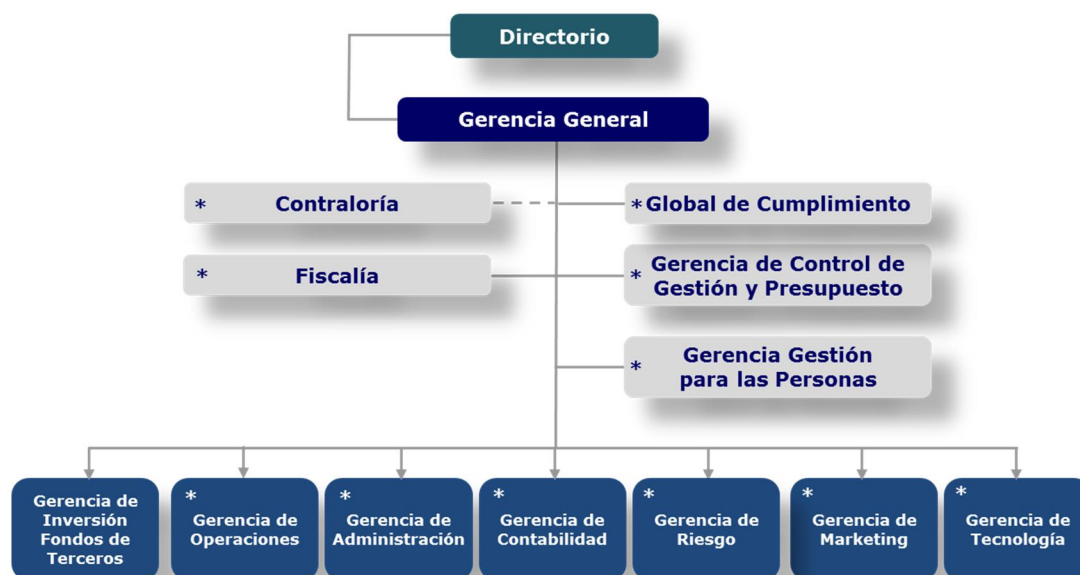 Directorio
Gerencia General
* Contraloría
* Global de Cumplimiento
* Fiscalía
* Gerencia de Control de
Gestión y Presupuesto
* Gerencia Gestión
para las Personas
Gerencia de
Inversión
Fondos de
Terceros
*
Gerencia de
Operaciones
*
Gerencia de
Administración
*
Gerencia de
Contabilidad
*
Gerencia de
Riesgo
*
Gerencia de
Marketing
*
Gerencia de
Tecnología